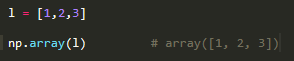 l = [1,2,3]
np.array(l)         # array([1, 2, 3])